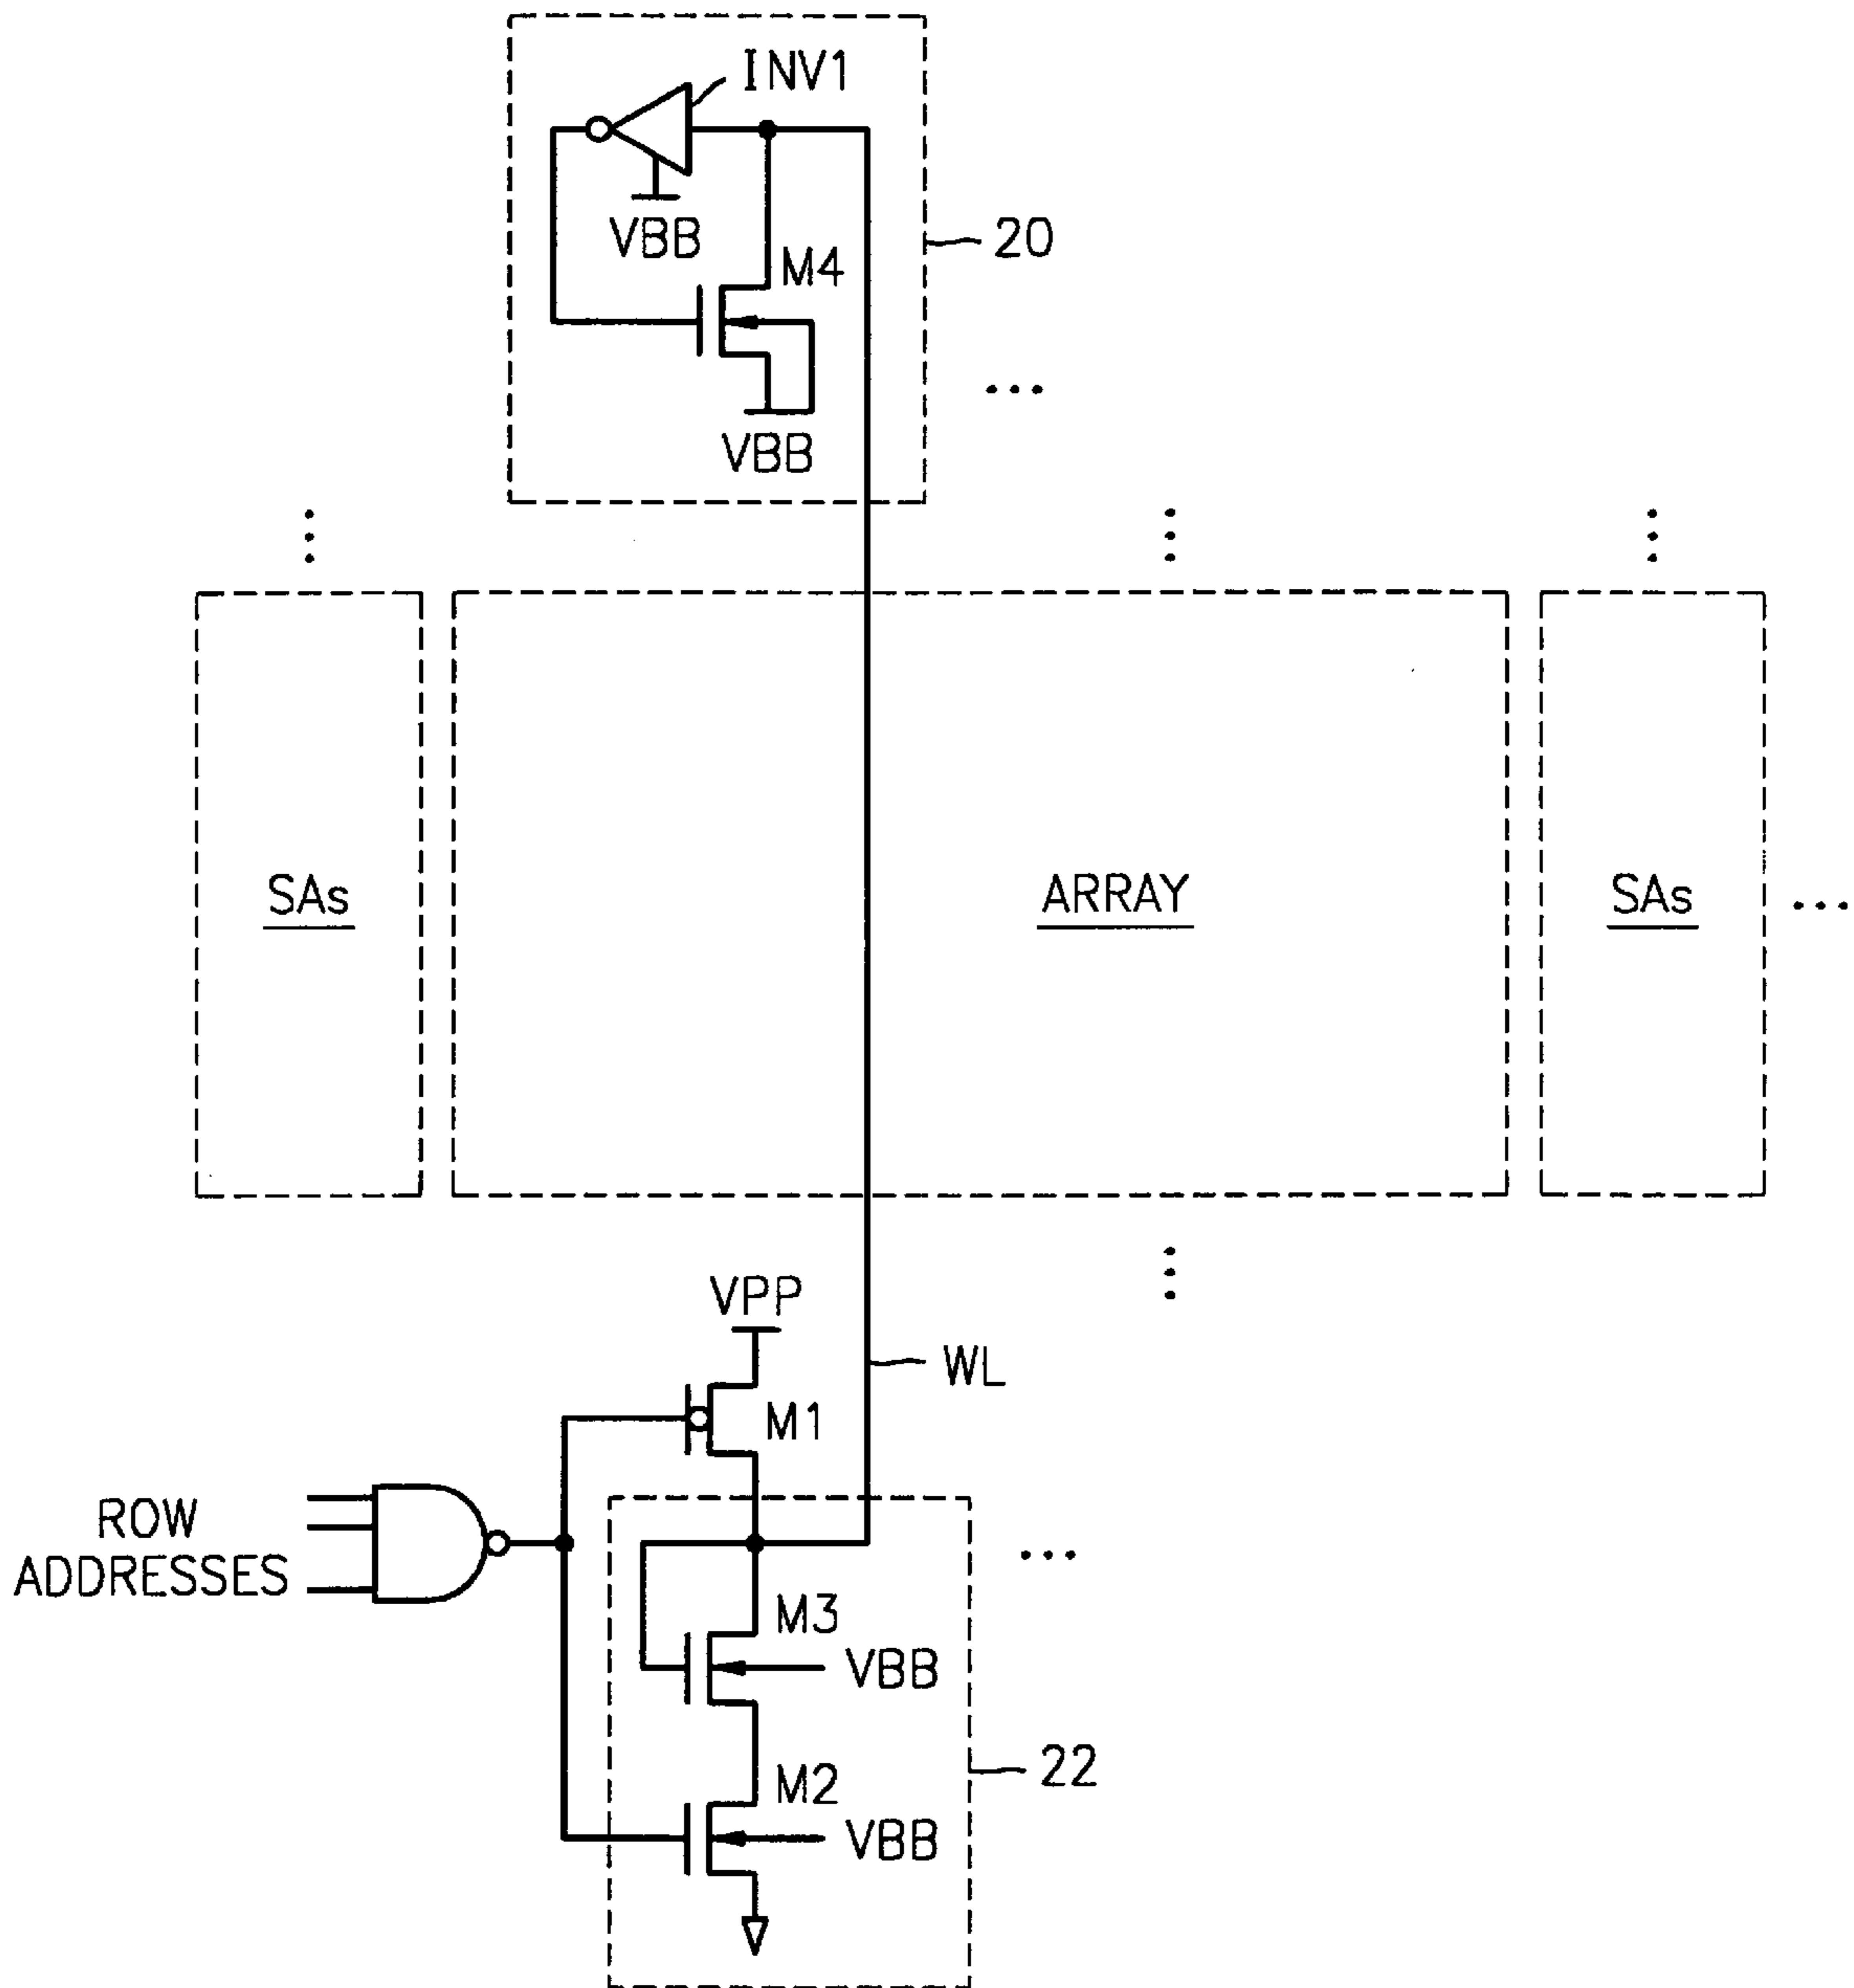 INV1
VBB
20
M4
VBB
SAs
ARRAY
SAs
VPP
WL
M1
ROW
ADDRESSES
M3
VBB
22
M2
VBB